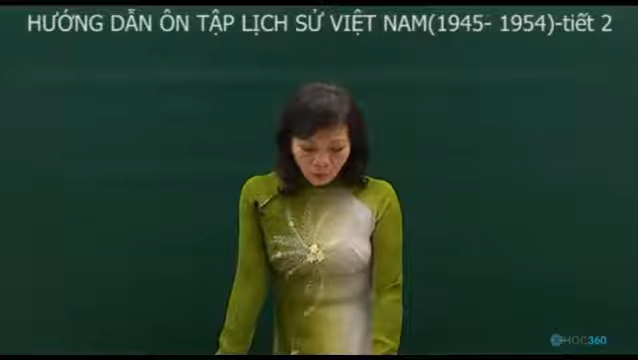 HƯỚNG DẪN ÔN TẬP LỊCH SỬ VIỆT NAM(1945- 1954)-tiết 2
HOC360